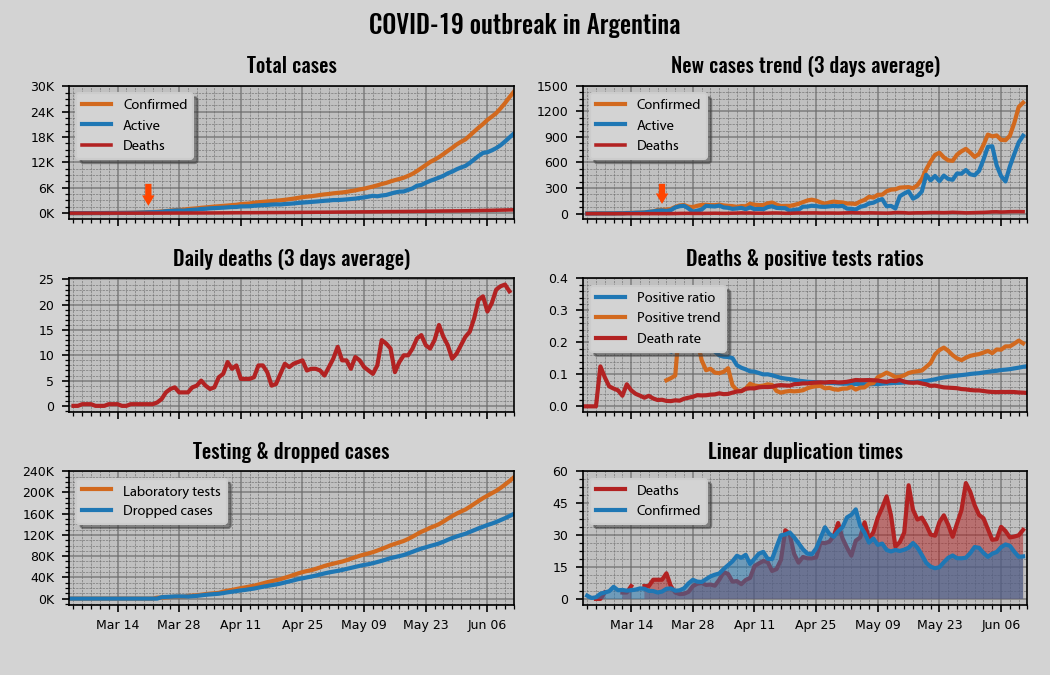 COVID-19 outbreak in Argentina
Total cases
30K
24K
18K
12K
6K
0K
Confirmed
Active
Deaths
New cases trend (3 days average)
1500
1200
900
600
300
0
Confirmed
Active
Deaths
Daily deaths (3 days average)
25
20
15
10
5
0
Deaths & positive tests ratios
0.4
0.3
0.2
0.1
0.0
Positive ratio
Positive trend
Death rate
Testing & dropped cases
240K
200K
160K
120K
80K
40K
0K
Laboratory tests
Dropped cases
Mar 14 Mar 28 Apr 11 Apr 25 May 09 May 23 Jun 06
Linear duplication times
60
45
30
15
0
Deaths
Confirmed
Mar 14 Mar 28 Apr 11 Apr 25 May 09 May 23 Jun 06